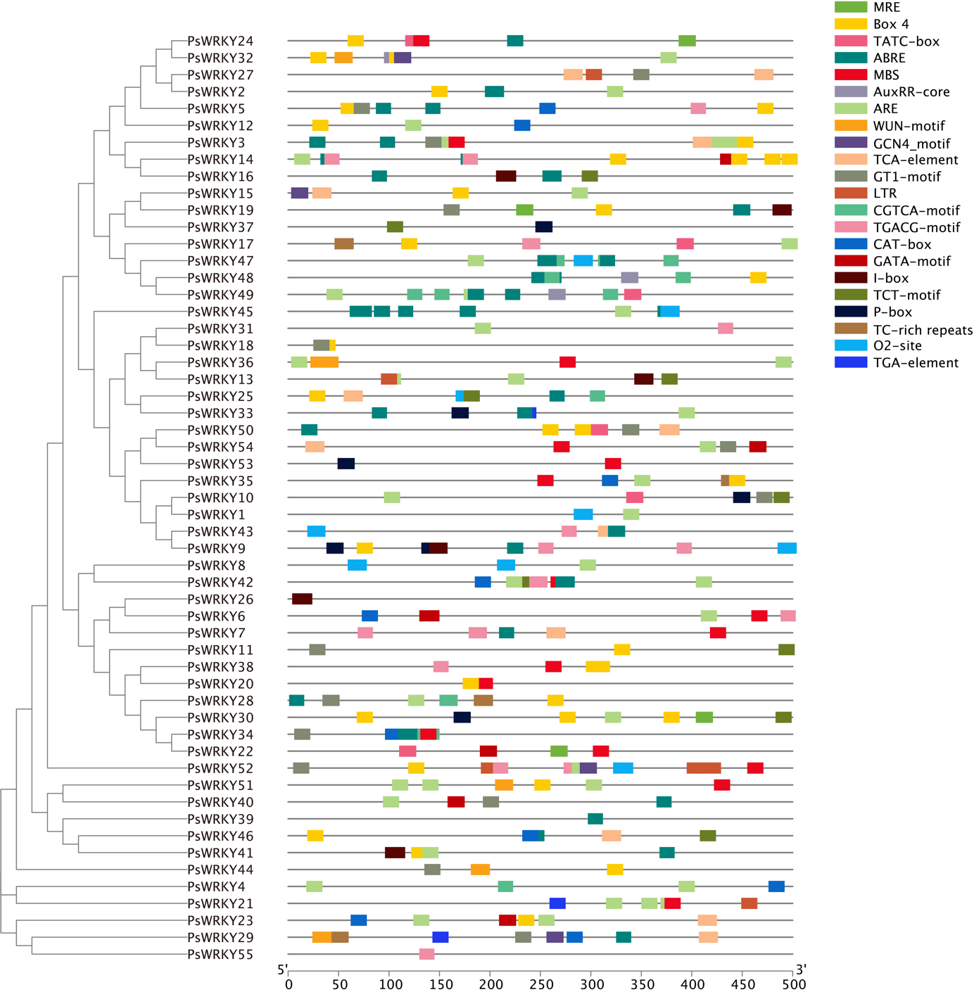 PsWRKY24
PsWRKY32
PsWRKY27
PsWRKY2
PsWRKY5
PsWRKY12
PsWRKY3
PsWRKY14
PsWRKY16
PsWRKY15
PsWRKY19
PsWRKY37
PsWRKY17
PsWRKY47
PsWRKY48
PsWRKY49
PsWRKY45
PsWRKY31
PsWRKY18
PsWRKY36
PsWRKY13
PsWRKY25
PsWRKY33
PsWRKY50
PsWRKY54
PsWRKY53
PsWRKY35
PsWRKY10
PsWRKY1
PsWRKY43
PsWRKY9
PsWRKY8
PsWRKY42
PsWRKY26
PsWRKY6
PsWRKY7
PsWRKY11
PsWRKY38
PsWRKY20
PsWRKY28
PsWRKY30
PsWRKY34
PsWRKY22
PsWRKY52
PsWRKY51
PsWRKY40
PsWRKY39
PsWRKY46
PsWRKY41
PsWRKY44
PsWRKY4
PsWRKY21
PsWRKY23
PsWRKY29
PsWRKY55
5' 3'
0 50 100 150 200 250 300 350 400 450 500
MRE
Box 4
TATC-box
ABRE
MBS
AuxRR-core
ARE
WUN-motif
GCN4_motif
TCA-element
GT1-motif
LTR
CGTCA-motif
TGACG-motif
CAT-box
GATA-motif
I-box
TCT-motif
P-box
TC-rich repeats
O2-site
TGA-element